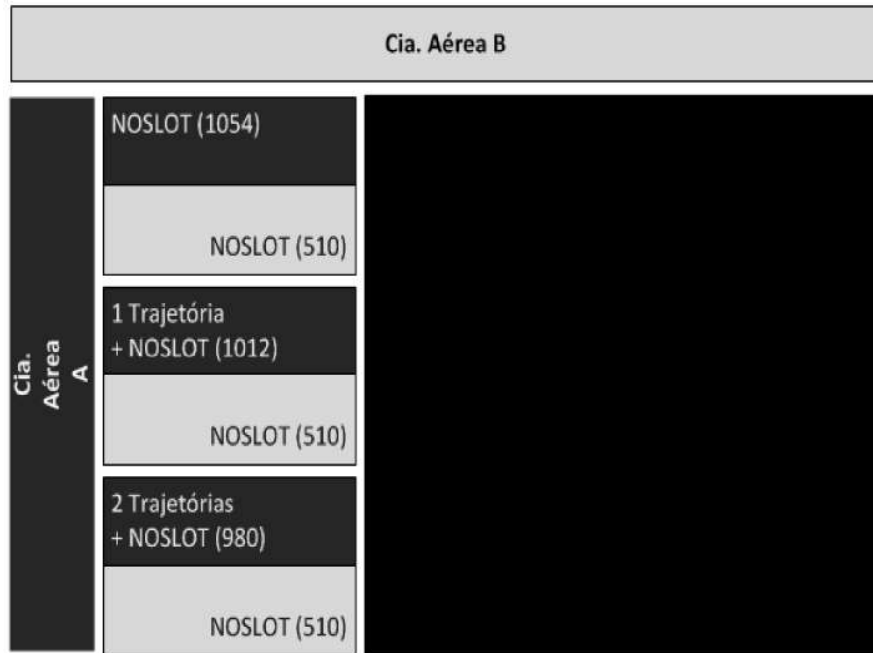 Cia. Aérea B
Cia.
Aérea
A
NOSLOT (1054)
NOSLOT (510)
1 Trajetória
+ NOSLOT (1012)
NOSLOT (510)
2 Trajetórias
+ NOSLOT (980)
NOSLOT (510)